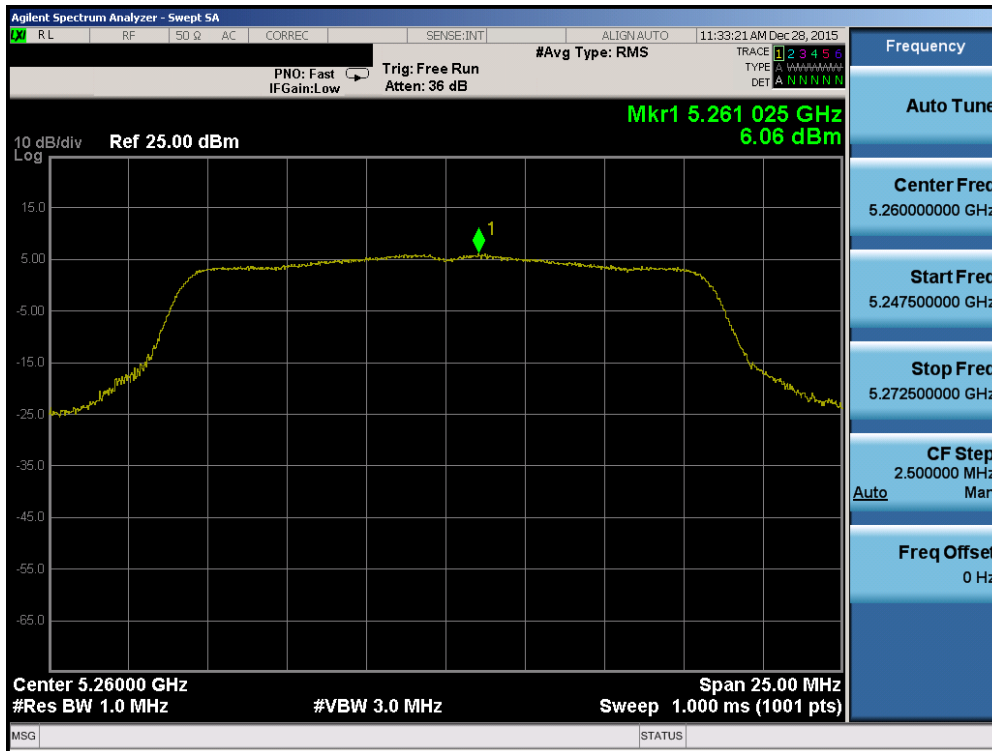 Agilent Spectrum Analyzer - Swept SA
LXI RL RF 50 Ω AC CORREC SENSE:INT ALIGN AUTO 11:33:21 AM Dec 28, 2015
#Avg Type: RMS TRACE 1 2 3 4 5 6
PNO: Fast Trig: Free Run TYPE A WWWWW
IFGain:Low Atten: 36 dB DET A N N N N N
Mkr1 5.261 025 GHz
6.06 dBm
10 dB/div Ref 25.00 dBm
Log
15.0
5.00
-5.00
-15.0
-25.0
-35.0
-45.0
-55.0
-65.0
1
Center 5.26000 GHz Span 25.00 MHz
#Res BW 1.0 MHz #VBW 3.0 MHz Sweep 1.000 ms (1001 pts)
MSG STATUS
Frequency
Auto Tune
Center Freq
5.260000000 GHz
Start Freq
5.247500000 GHz
Stop Freq
5.272500000 GHz
CF Step
2.500000 MHz
Auto Man
Freq Offset
0 Hz